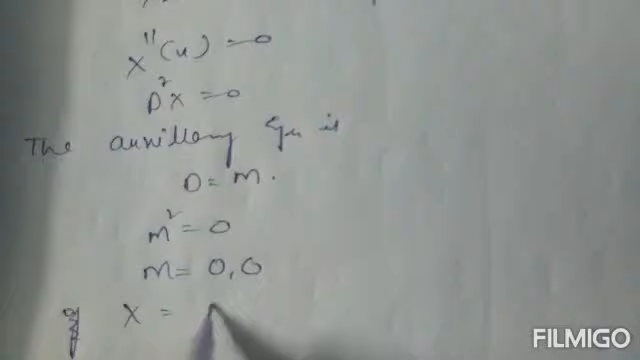 X''(x) = 0
D²X = 0
The auxillary Eqn is
D = m.
m² = 0
m = 0, 0
X =
FILMIGO